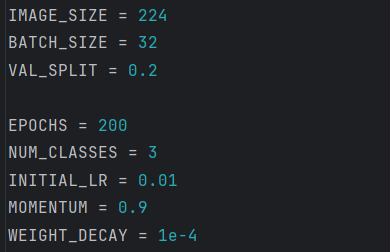 IMAGE_SIZE = 224
BATCH_SIZE = 32
VAL_SPLIT = 0.2
EPOCHS = 200
NUM_CLASSES = 3
INITIAL_LR = 0.01
MOMENTUM = 0.9
WEIGHT_DECAY = 1e-4